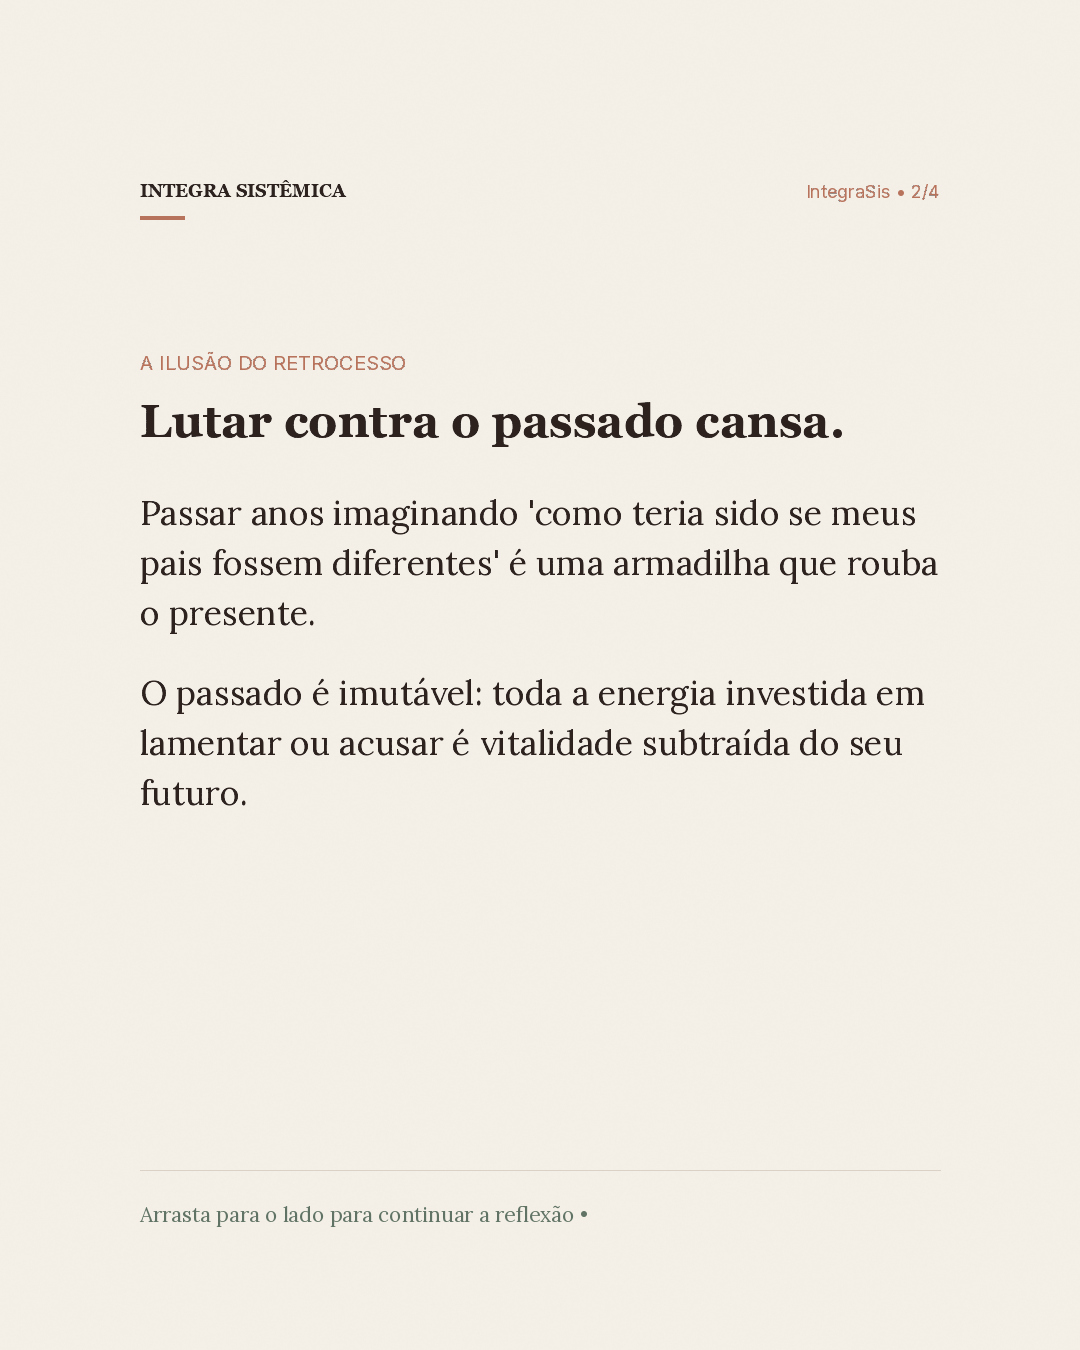 INTEGRA SISTÊMICA
IntegraSis • 2/4
A ILUSÃO DO RETROCESSO
Lutar contra o passado cansa.
Passar anos imaginando 'como teria sido se meus
pais fossem diferentes' é uma armadilha que rouba
o presente.
O passado é imutável: toda a energia investida em
lamentar ou acusar é vitalidade subtraída do seu
futuro.
Arrasta para o lado para continuar a reflexão •